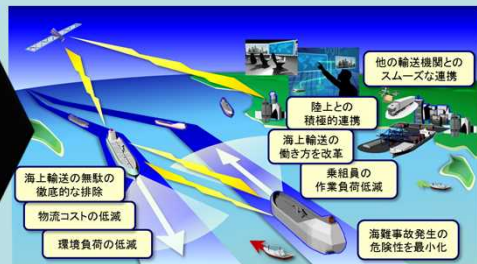 他の輸送機関との
スムーズな連携
陸上との
積極的連携
海上輸送の
働き方を改革
乗組員の
作業負荷低減
海上輸送の無駄の
徹底的な排除
物流コストの低減
環境負荷の低減
海難事故発生の
危険性を最小化